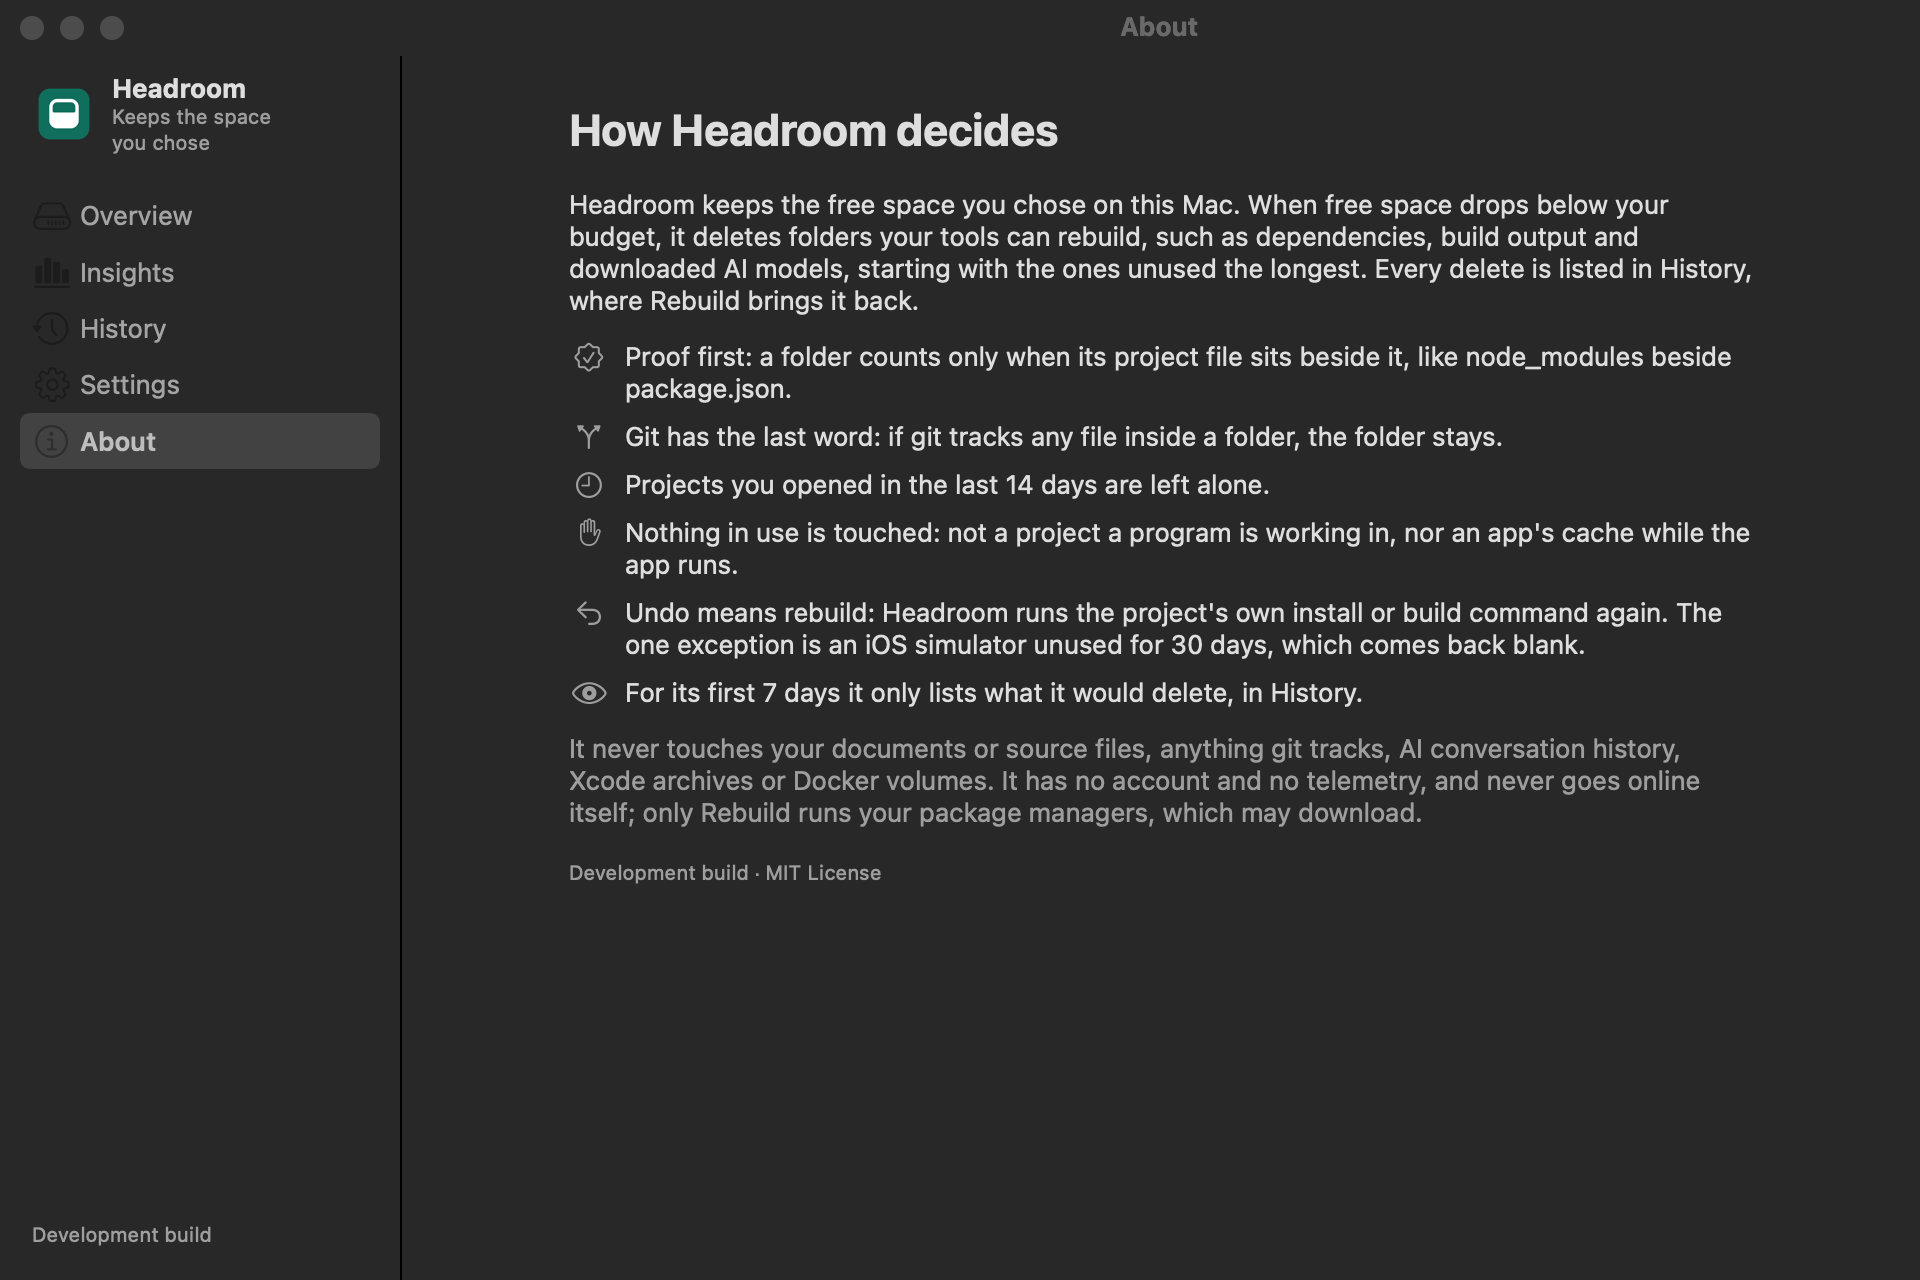 About
Headroom
Keeps the space
you chose
Overview
Insights
History
Settings
About
Development build
How Headroom decides
Headroom keeps the free space you chose on this Mac. When free space drops below your
budget, it deletes folders your tools can rebuild, such as dependencies, build output and
downloaded AI models, starting with the ones unused the longest. Every delete is listed in History,
where Rebuild brings it back.
Proof first: a folder counts only when its project file sits beside it, like node_modules beside
package.json.
Git has the last word: if git tracks any file inside a folder, the folder stays.
Projects you opened in the last 14 days are left alone.
Nothing in use is touched: not a project a program is working in, nor an app's cache while the
app runs.
Undo means rebuild: Headroom runs the project's own install or build command again. The
one exception is an iOS simulator unused for 30 days, which comes back blank.
For its first 7 days it only lists what it would delete, in History.
It never touches your documents or source files, anything git tracks, AI conversation history,
Xcode archives or Docker volumes. It has no account and no telemetry, and never goes online
itself; only Rebuild runs your package managers, which may download.
Development build · MIT License